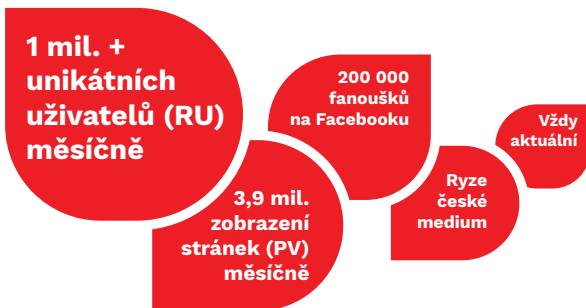 1 mil. +
unikátních
uživatelů (RU)
měsíčně
200 000
fanoušků
na Facebooku
Vždy
aktuální
3,9 mil.
zobrazení
stránek (PV)
měsíčně
Ryze
české
medium